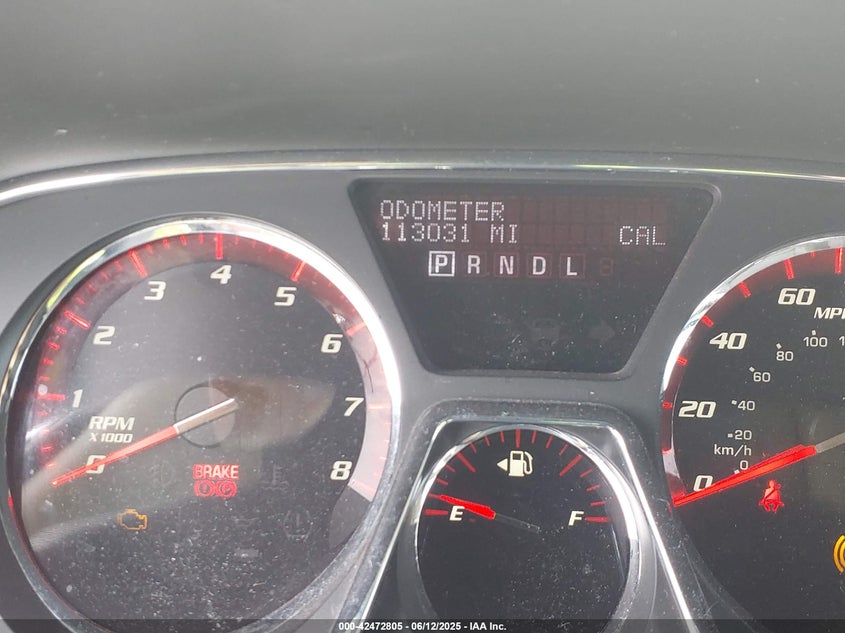 ODOMETER
113031 MI CAL
P R N D L
0 1 2 3 4 5 6 7 8
RPM
X 1000
BRAKE
E F
0 20 40 60
MPH
0 20 40 60 80 100
km/h
000-42472805 - 06/12/2025 - IAA Inc.